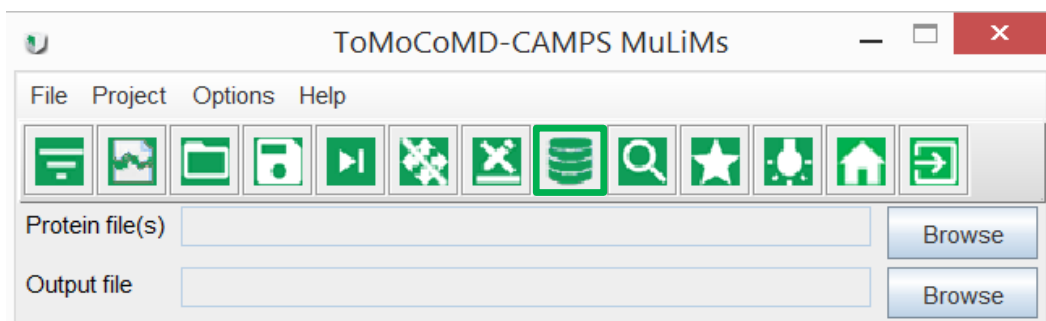 ToMoCoMD-CAMPS MuLiMs
File Project Options Help
Protein file(s) Browse
Output file Browse